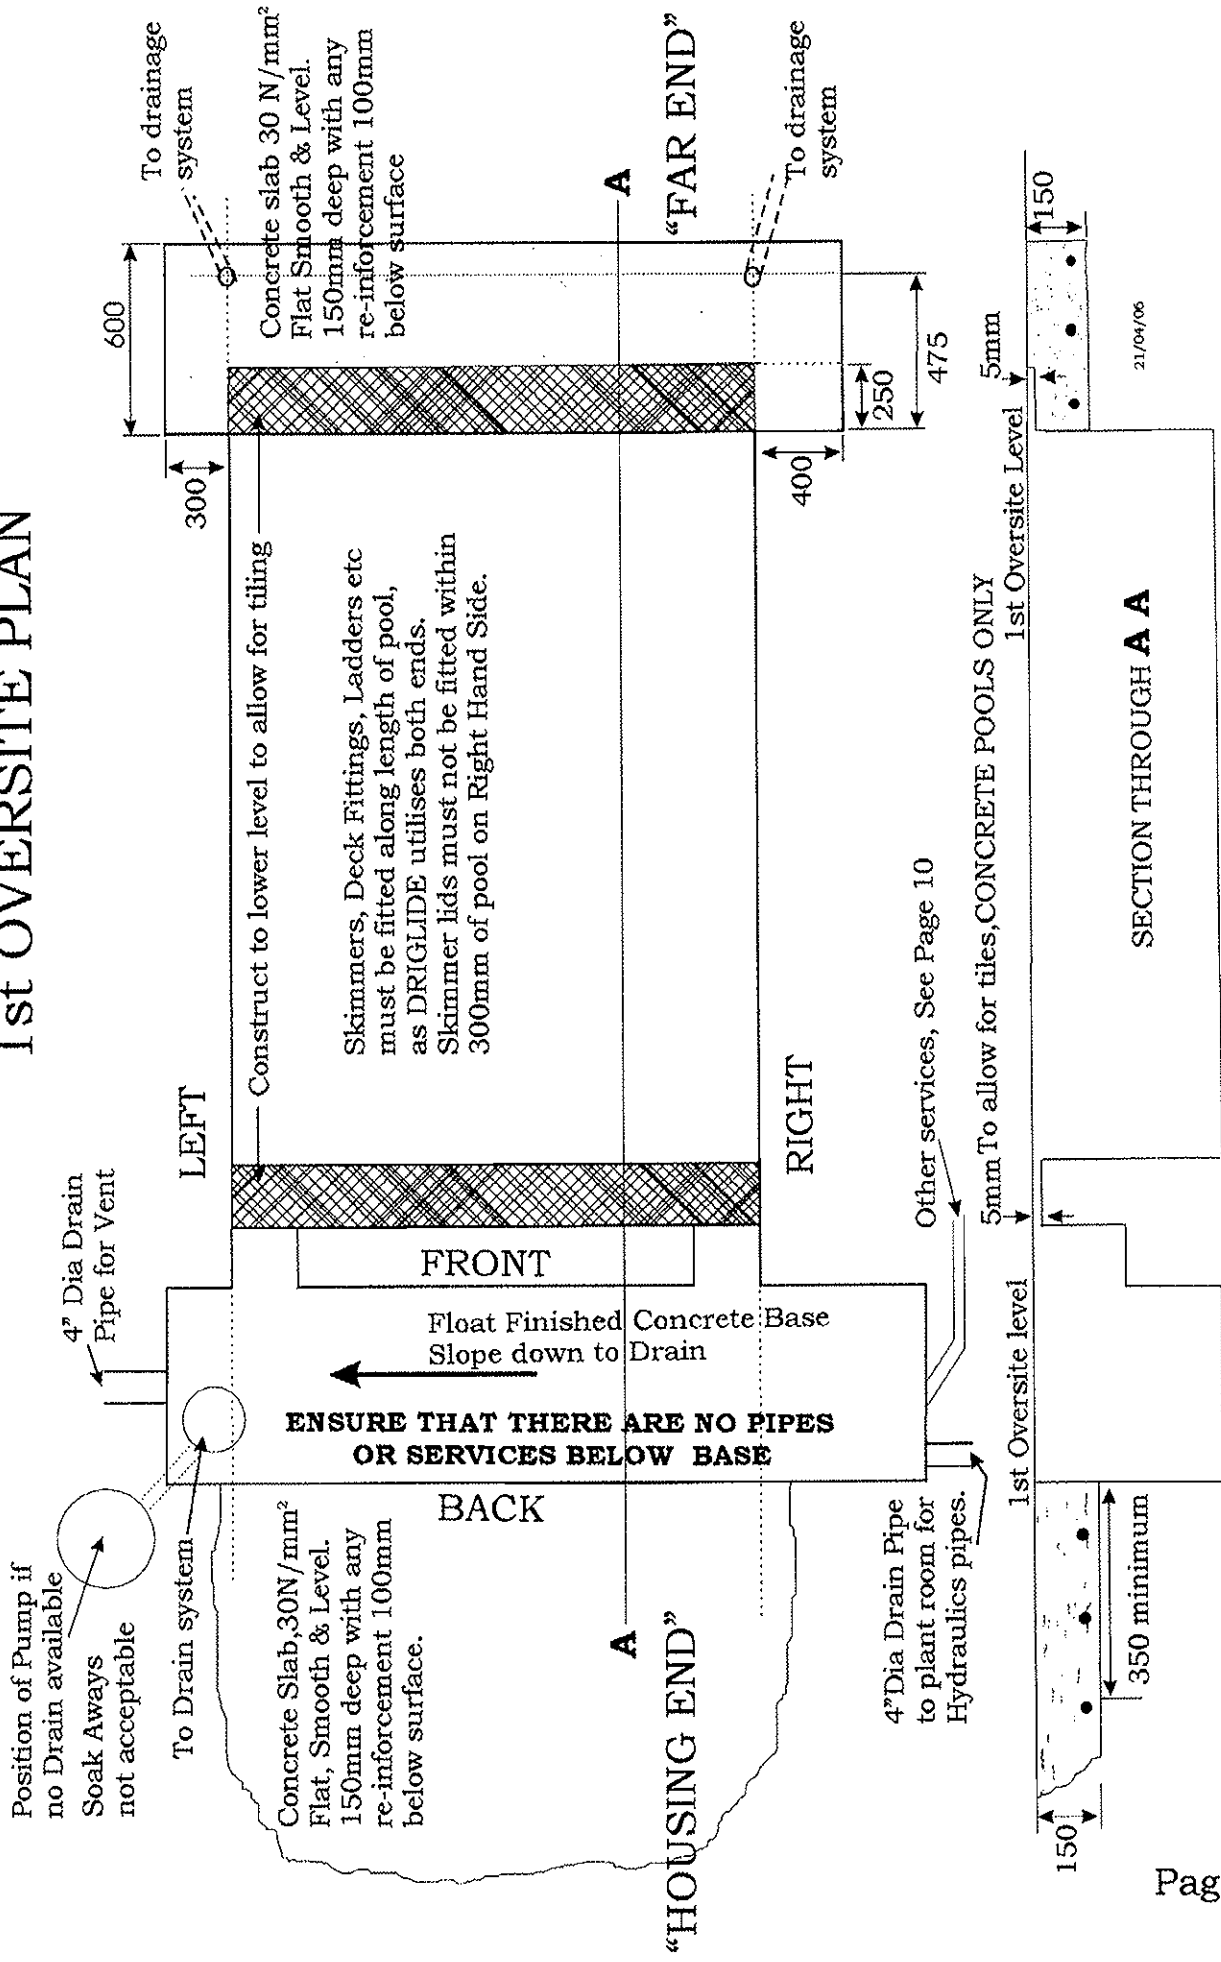 1st OVERSITE PLAN
Position of Pump if
no Drain available
Soak Aways
not acceptable
To Drain system
4" Dia Drain
Pipe for Vent
LEFT
Construct to lower level to allow for tiling
300
600
To drainage
system
Concrete slab 30 N/mm²
Flat Smooth & Level.
150mm deep with any
re-inforcement 100mm
below surface
Concrete Slab,30N/mm²
Flat, Smooth & Level.
150mm deep with any
re-inforcement 100mm
below surface.
BACK
ENSURE THAT THERE ARE NO PIPES
OR SERVICES BELOW BASE
Float Finished Concrete Base
Slope down to Drain
FRONT
Skimmers, Deck Fittings, Ladders etc
must be fitted along length of pool,
as DRIGLIDE utilises both ends.
Skimmer lids must not be fitted within
300mm of pool on Right Hand Side.
A
A
"HOUSING END"
"FAR END"
RIGHT
400
250
475
To drainage
system
4"Dia Drain Pipe
to plant room for
Hydraulics pipes.
Other services, See Page 10
5mm To allow for tiles,CONCRETE POOLS ONLY
1st Oversite level
1st Oversite Level
5mm
150
150
350 minimum
SECTION THROUGH A A
21/04/06
Pag